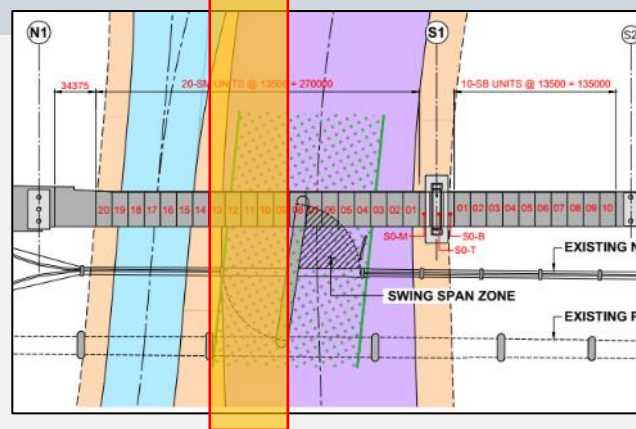 N1
S1
S2
34375
20-SM UNITS @ 13500 = 270000
10-SB UNITS @ 13500 = 135000
20 19 18 17 16 15 14 13 12 11 10 09 08 06 05 04 03 02 01
01 02 03 04 05 06 07 08 09 10
S0-M
S0-B
S0-T
EXISTING N
SWING SPAN ZONE
EXISTING